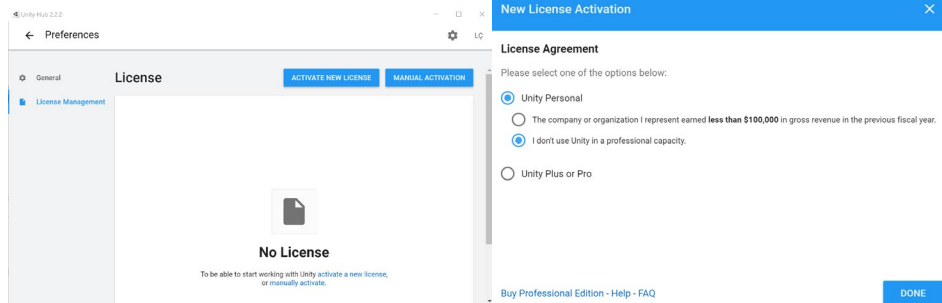 Unity Hub 2.2.2
Preferences
LÇ
General
License Management
License
ACTIVATE NEW LICENSE
MANUAL ACTIVATION
No License
To be able to start working with Unity activate a new license,
or manually activate.
New License Activation
License Agreement
Please select one of the options below:
Unity Personal
The company or organization I represent earned less than $100,000 in gross revenue in the previous fiscal year.
I don't use Unity in a professional capacity.
Unity Plus or Pro
Buy Professional Edition - Help - FAQ
DONE